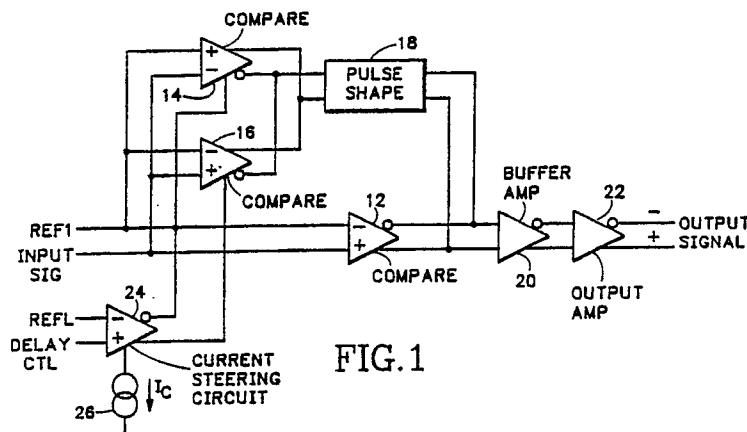 COMPARE
18
+
-
14
PULSE
SHAPE
16
-
+
COMPARE
BUFFER
AMP
12
22
REF1
-
-
OUTPUT
INPUT
SIG
+
+
SIGNAL
COMPARE
20
OUTPUT
AMP
24
REFL
-
DELAY
CTL
+
CURRENT
STEERING
CIRCUIT
FIG.1
26
IC